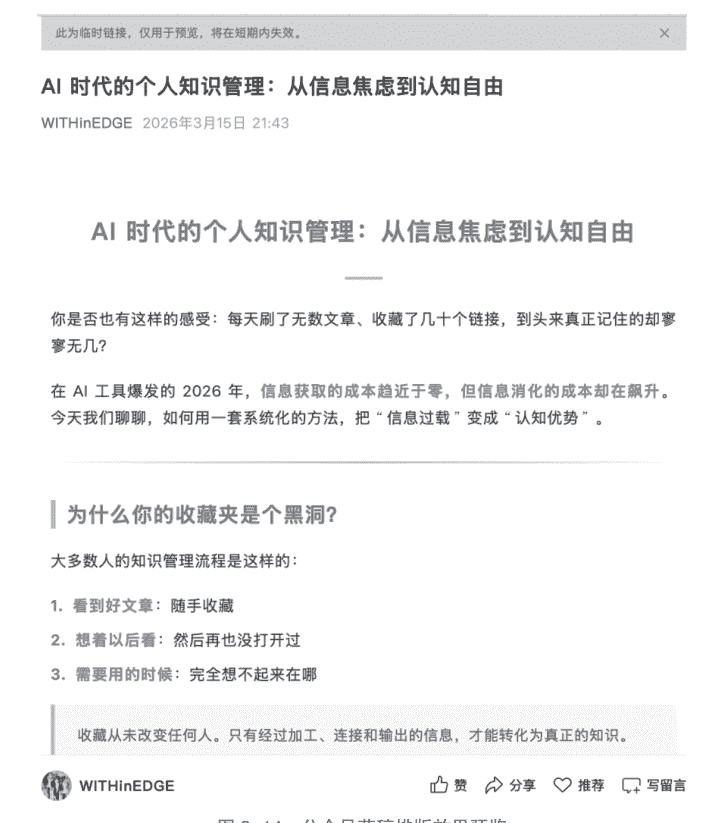 此为临时链接，仅用于预览，将在短期内失效。
AI 时代的个人知识管理：从信息焦虑到认知自由
WITHinEDGE 2026年3月15日 21:43
AI 时代的个人知识管理：从信息焦虑到认知自由
你是否也有这样的感受：每天刷了无数文章、收藏了几十个链接，到头来真正记住的却寥
寥无几？
在 AI 工具爆发的 2026 年，信息获取的成本趋近于零，但信息消化的成本却在飙升。
今天我们聊聊，如何用一套系统化的方法，把“信息过载”变成“认知优势”。
为什么你的收藏夹是个黑洞？
大多数人的知识管理流程是这样的：
1. 看到好文章：随手收藏
2. 想着以后看：然后再也没打开过
3. 需要用的时候：完全想不起来在哪
收藏从未改变任何人。只有经过加工、连接和输出的信息，才能转化为真正的知识。
WITHinEDGE 赞 分享 推荐 写留言